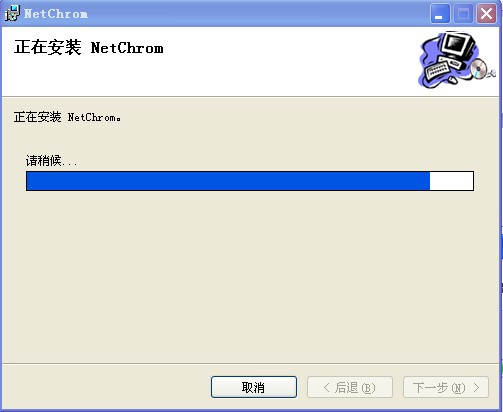 NetChrom
正在安装 NetChrom
正在安装 NetChrom。
请稍候...
取消
< 后退(B)
下一步(N) >